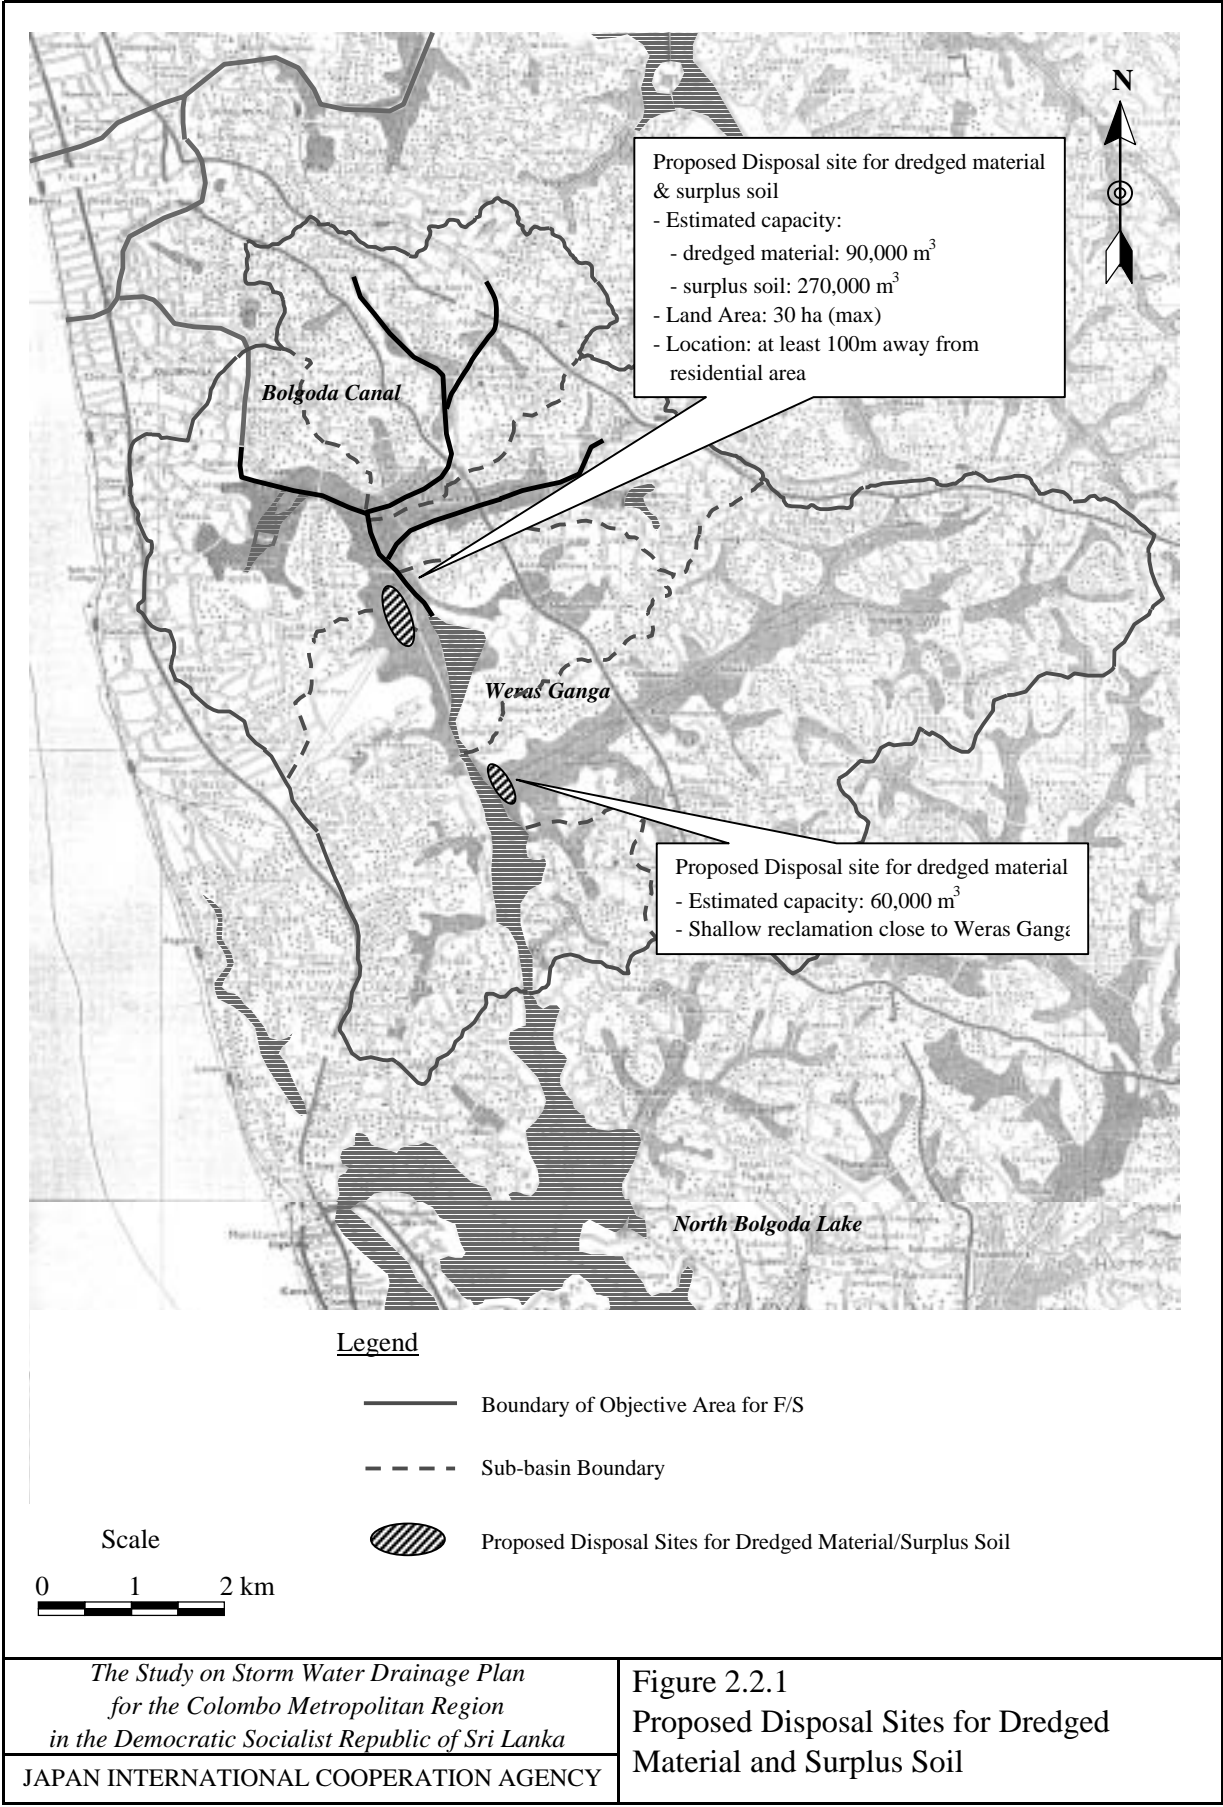 N
Proposed Disposal site for dredged material
& surplus soil
- Estimated capacity:
- dredged material: 90,000 m³
- surplus soil: 270,000 m³
- Land Area: 30 ha (max)
- Location: at least 100m away from
residential area
Bolgoda Canal
Weras Ganga
Proposed Disposal site for dredged material
- Estimated capacity: 60,000 m³
- Shallow reclamation close to Weras Ganga
North Bolgoda Lake
Legend
Boundary of Objective Area for F/S
Sub-basin Boundary
Proposed Disposal Sites for Dredged Material/Surplus Soil
Scale
0 1 2 km
The Study on Storm Water Drainage Plan
for the Colombo Metropolitan Region
in the Democratic Socialist Republic of Sri Lanka
JAPAN INTERNATIONAL COOPERATION AGENCY
Figure 2.2.1
Proposed Disposal Sites for Dredged
Material and Surplus Soil